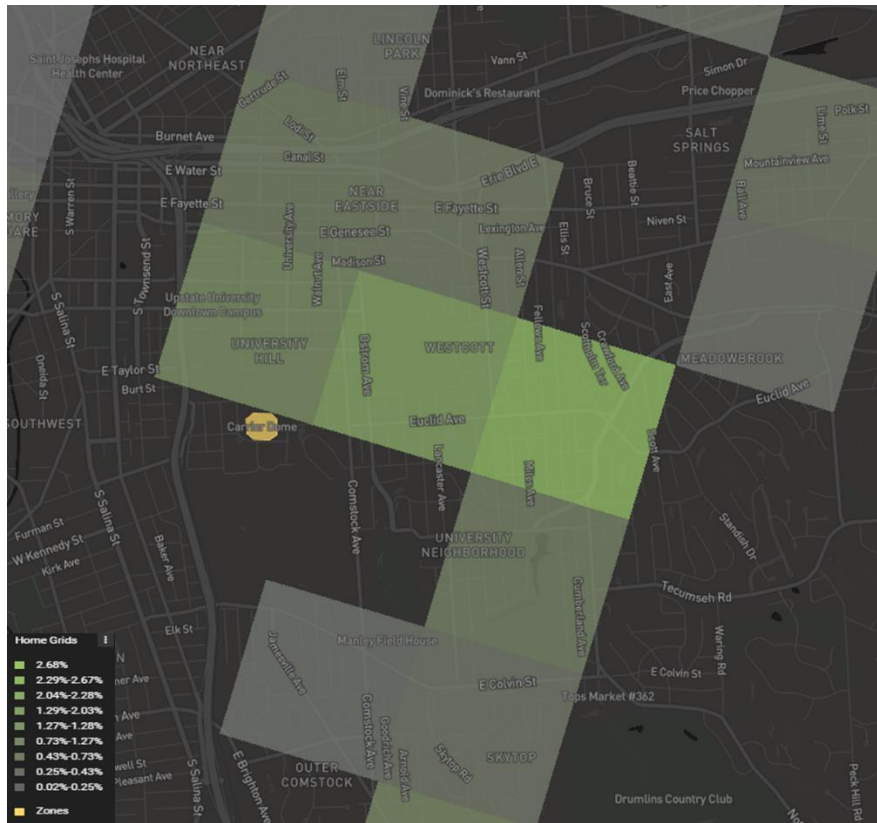 LINCOLN
PARK
NEAR
NORTHEAST
Saint Josephs Hospital
Health Center
Vann St
Simon Dr
Elm St
Gertrude St
Vine St
Dominick's Restaurant
Price Chopper
Polk St
Lime St
Lodi St
Burnet Ave
SALT
SPRINGS
Canal St
Mountainview Ave
E Water St
Erie Blvd E
Beattie St
Bruce St
Ball Ave
S Warren St
NEAR
EASTSIDE
E Fayette St
E Fayette St
Niven St
University Ave
E Genesee St
Lexington Ave
Ellis St
S Townsend St
Walnut Ave
Madison St
Westcott St
Allen St
East Ave
Upstate University
Downtown Campus
S Salina St
Fellows Ave
Scottholm Ter
Crawford Ave
UNIVERSITY
HILL
Ostrom Ave
WESTCOTT
MEADOWBROOK
Oneida St
E Taylor St
Burt St
Euclid Ave
SOUTHWEST
Carrier Dome
Euclid Ave
Scott Ave
Lancaster Ave
Miles Ave
S Salina St
Comstock Ave
Furman St
W Kennedy St
Kirk Ave
Baker Ave
UNIVERSITY
NEIGHBORHOOD
Standish Dr
Tecumseh Rd
Cumberland Ave
Elk St
Manley Field House
Waring Rd
Jamesville Ave
E Colvin St
E Colvin St
Tops Market #362
Comstock Ave
Goodrich Ave
Arnold Ave
Skytop Rd
SKYTOP
OUTER
COMSTOCK
E Brighton Ave
S Salina St
Drumlins Country Club
Peck Hill Rd
Home Grids
2.68%
2.29%-2.67%
2.04%-2.28%
1.29%-2.03%
1.27%-1.28%
0.73%-1.27%
0.43%-0.73%
0.25%-0.43%
0.02%-0.25%
Zones
Pleasant Ave